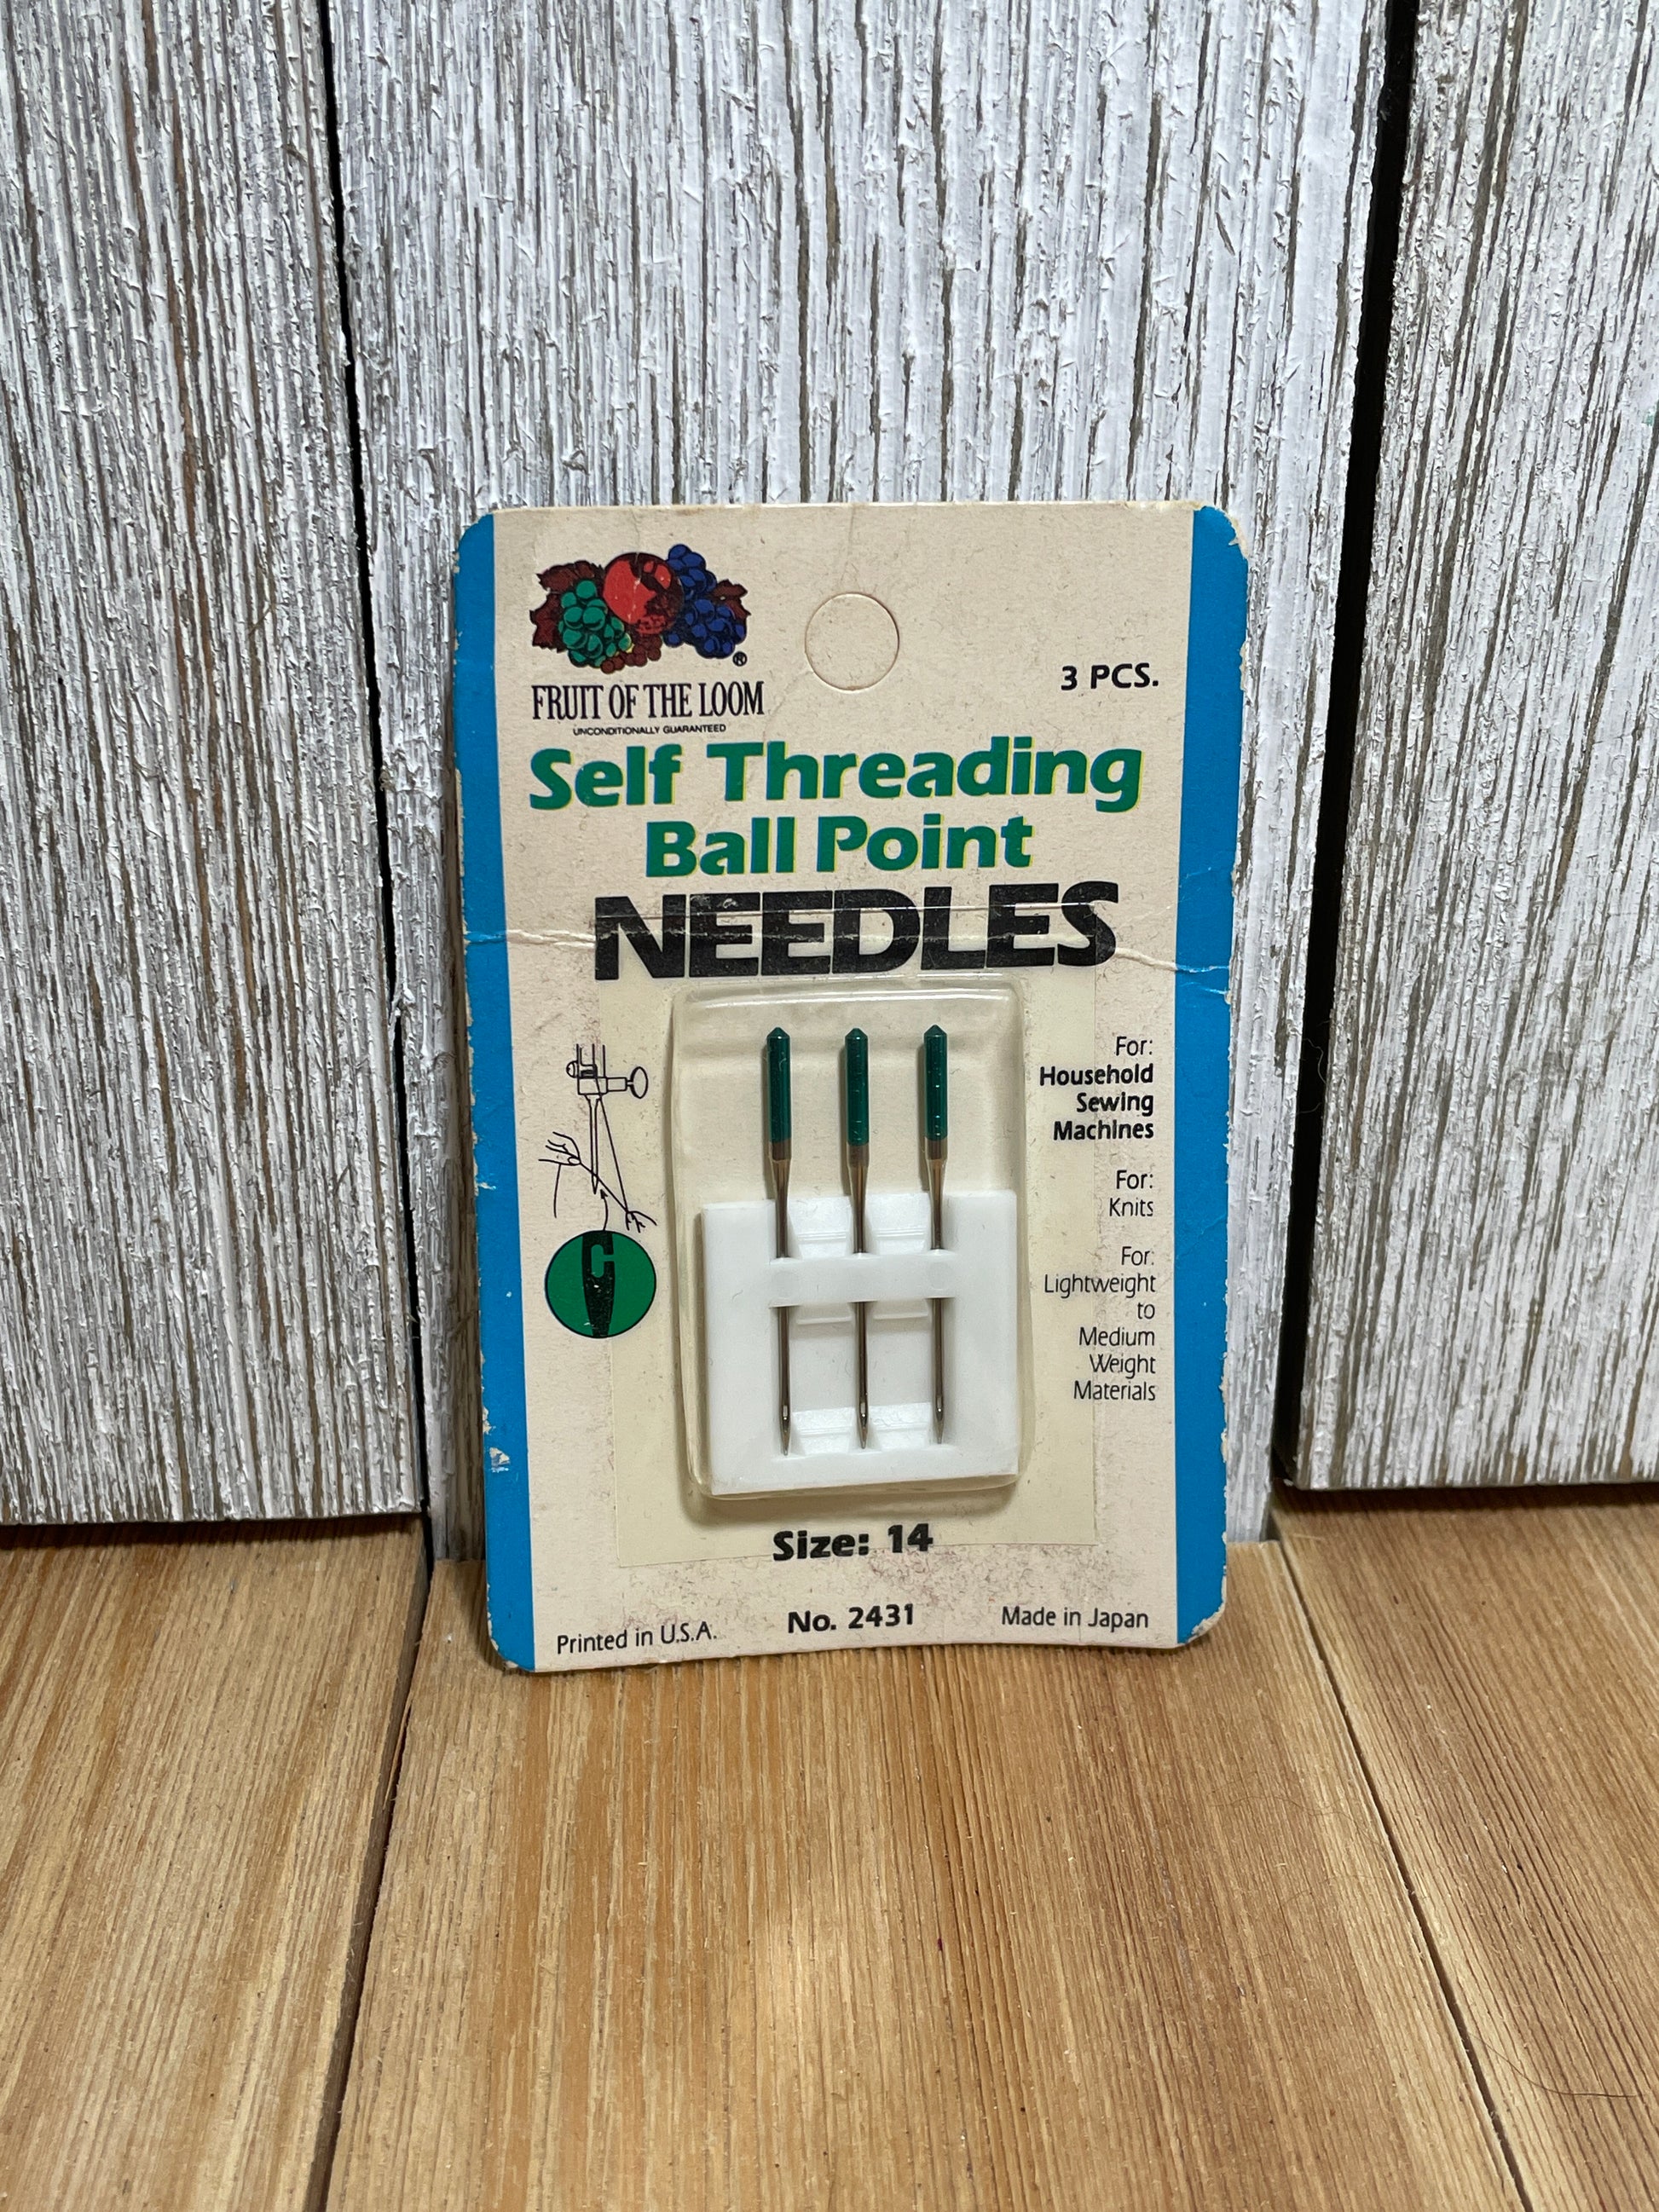 ®
FRUIT OF THE LOOM
UNCONDITIONALLY GUARANTEED
3 PCS.
Self Threading
Ball Point
NEEDLES
For:
Household
Sewing
Machines
For:
Knits
For:
Lightweight
to
Medium
Weight
Materials
Size: 14
Printed in U.S.A.
No. 2431
Made in Japan